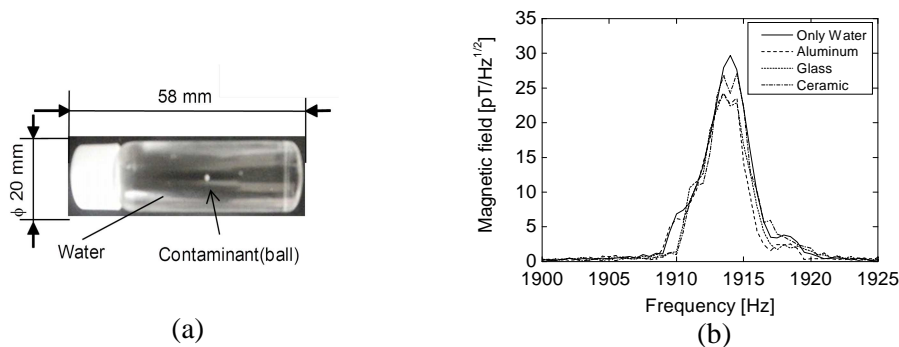 58 mm
ϕ 20 mm
Water
Contaminant(ball)
(a)
Magnetic field [pT/Hz1/2]
35
30
25
20
15
10
5
0
Only Water
Aluminum
Glass
Ceramic
1900 1905 1910 1915 1920 1925
Frequency [Hz]
(b)